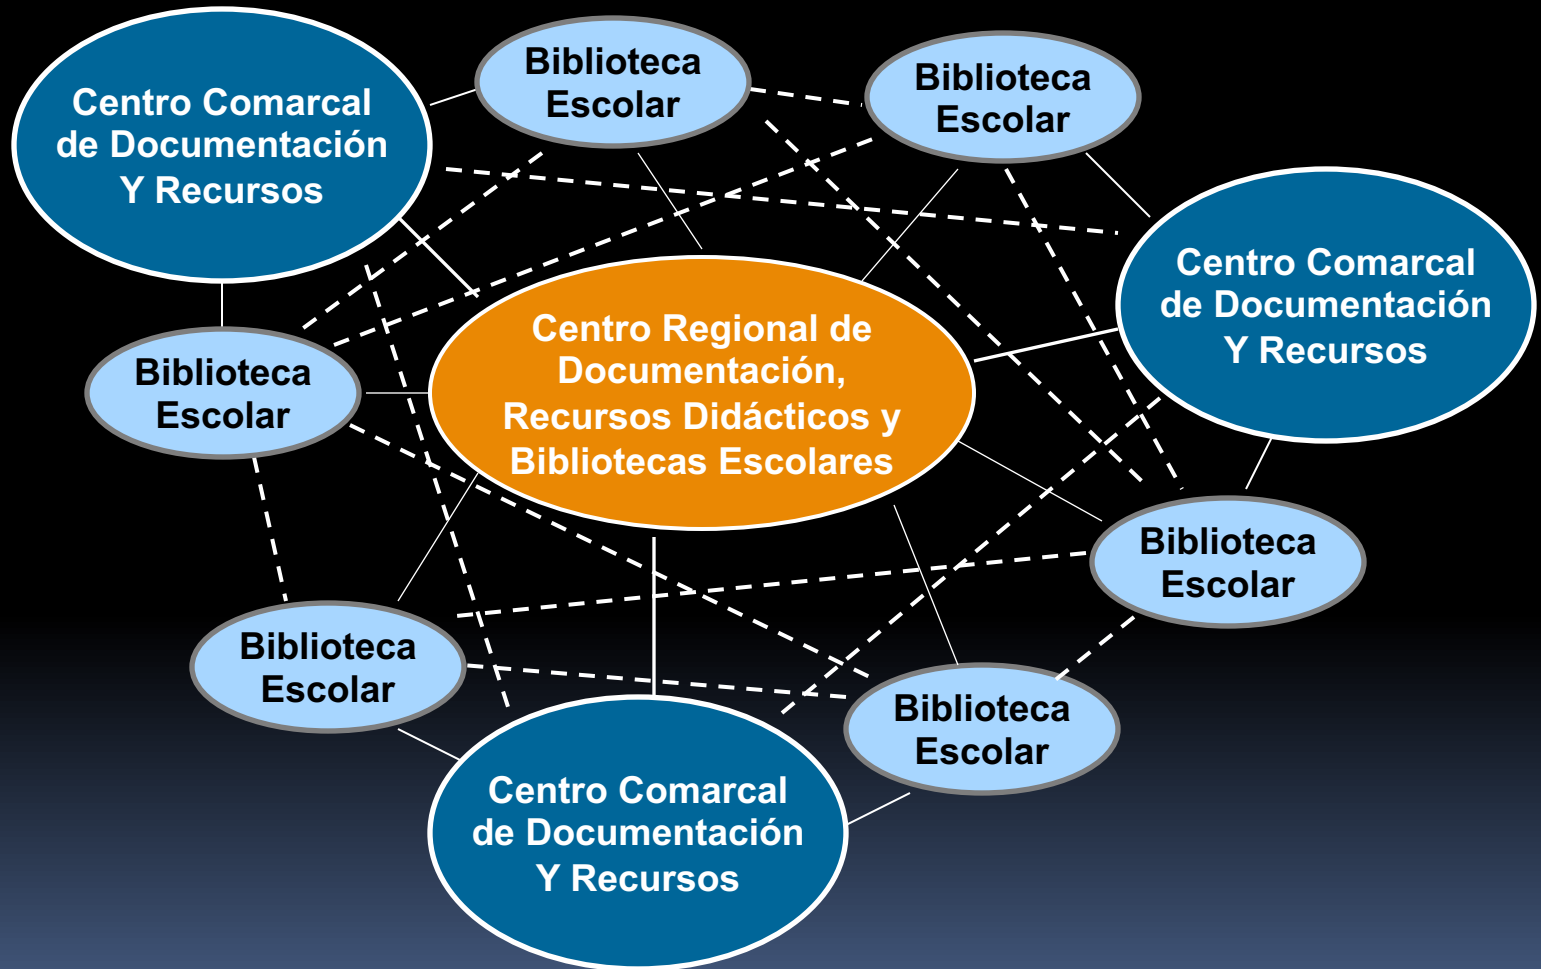 Centro Comarcal
de Documentación
Y Recursos
Biblioteca
Escolar
Biblioteca
Escolar
Centro Comarcal
de Documentación
Y Recursos
Centro Regional de
Documentación,
Recursos Didácticos y
Bibliotecas Escolares
Biblioteca
Escolar
Biblioteca
Escolar
Biblioteca
Escolar
Biblioteca
Escolar
Centro Comarcal
de Documentación
Y Recursos